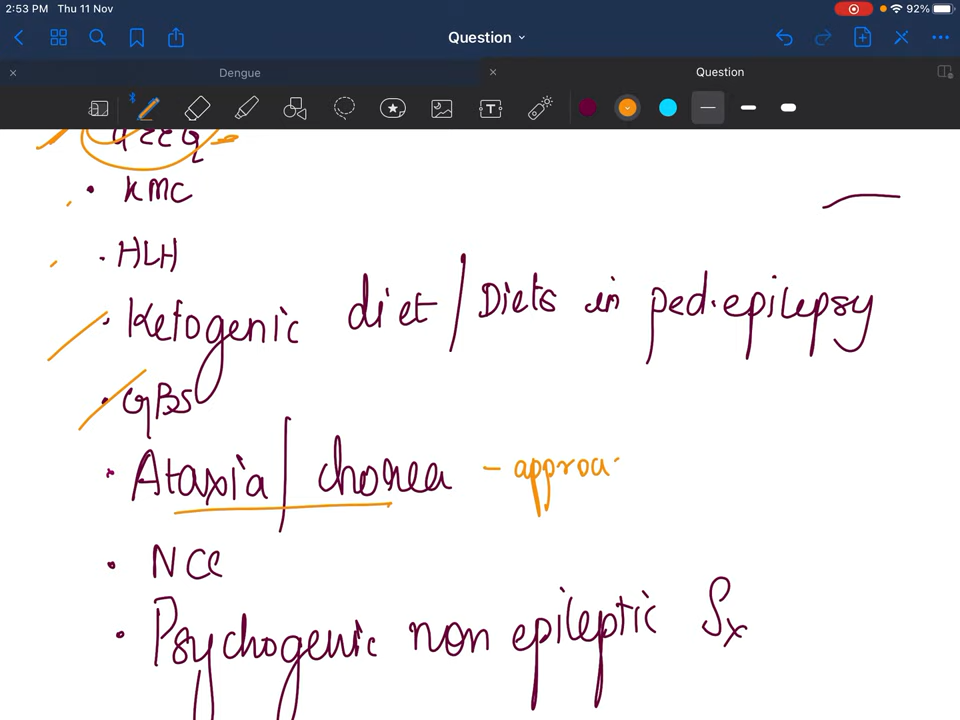 2:53 PM Thu 11 Nov
92%
Question
Dengue
Question
• KMC
• HLH
• Ketogenic diet / Diets in ped.epilepsy
• GBS
• Ataxia / chorea – approa
• NCC
• Psychogenic non epileptic Sx